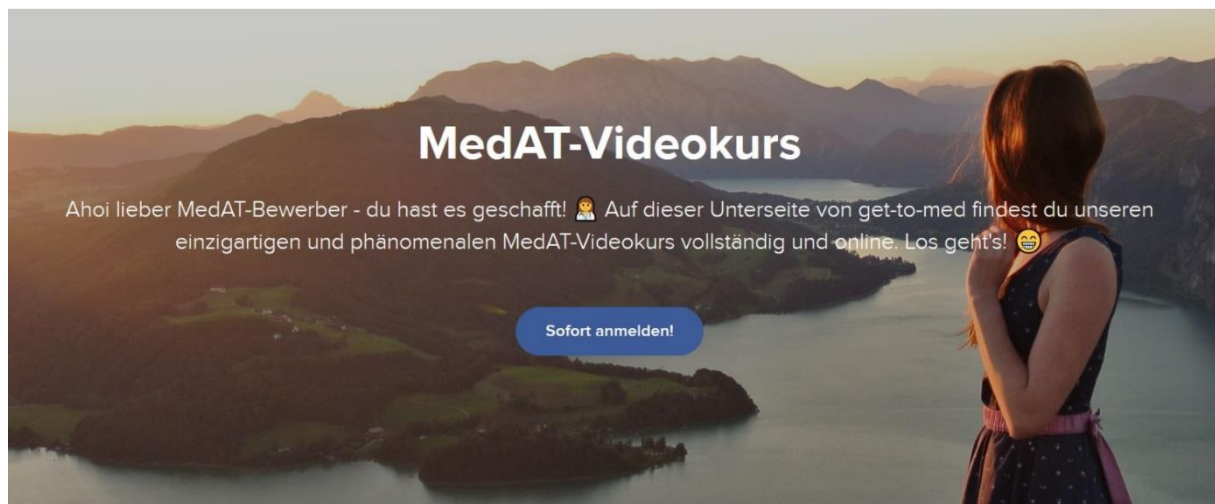 MedAT-Videokurs
Ahoi lieber MedAT-Bewerber - du hast es geschafft! 👩‍⚕️ Auf dieser Unterseite von get-to-med findest du unseren
einzigartigen und phänomenalen MedAT-Videokurs vollständig und online. Los geht's! 😁
Sofort anmelden!